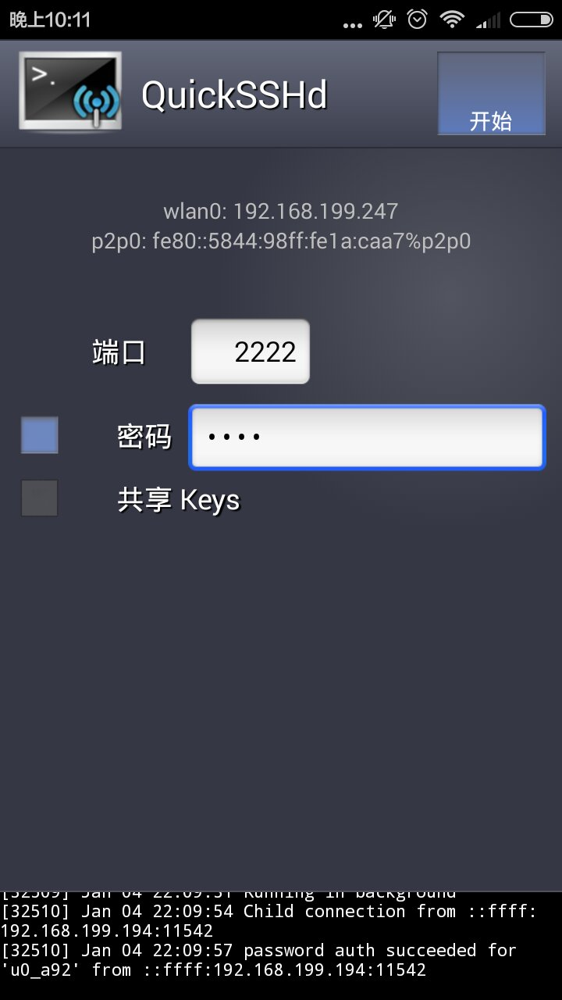 晚上10:11
QuickSSHd
开始
wlan0: 192.168.199.247
p2p0: fe80::5844:98ff:fe1a:caa7%p2p0
端口 2222
密码 ••••
共享 Keys
[32509] Jan 04 22:09:51 Running in background
[32510] Jan 04 22:09:54 Child connection from ::ffff:
192.168.199.194:11542
[32510] Jan 04 22:09:57 password auth succeeded for
'u0_a92' from ::ffff:192.168.199.194:11542